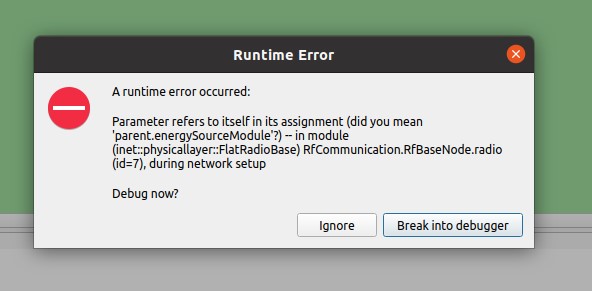 Runtime Error
A runtime error occurred:
Parameter refers to itself in its assignment (did you mean
'parent.energySourceModule'?) -- in module
(inet::physicallayer::FlatRadioBase) RfCommunication.RfBaseNode.radio
(id=7), during network setup
Debug now?
Ignore
Break into debugger